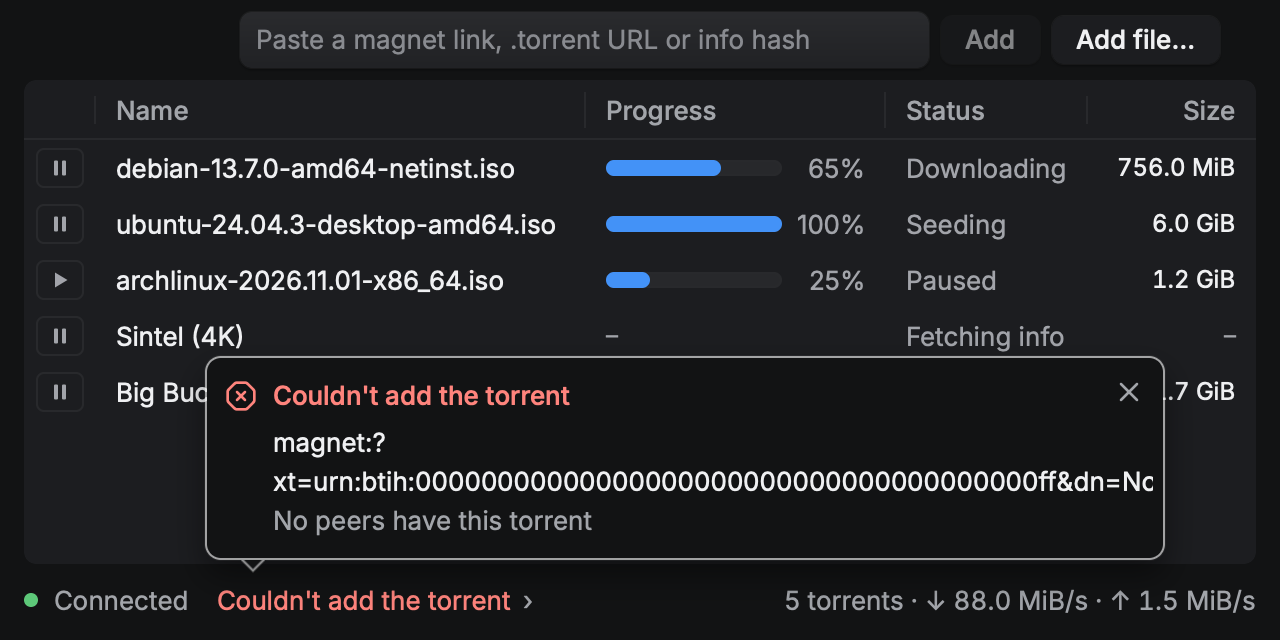 Paste a magnet link, .torrent URL or info hash Add Add file...
Name Progress Status Size
debian-13.7.0-amd64-netinst.iso 65% Downloading 756.0 MiB
ubuntu-24.04.3-desktop-amd64.iso 100% Seeding 6.0 GiB
archlinux-2026.11.01-x86_64.iso 25% Paused 1.2 GiB
Sintel (4K) – Fetching info –
Big .7 GiB
Couldn't add the torrent
magnet:?
xt=urn:btih:00000000000000000000000000000000000000ff&dn=No
No peers have this torrent
Connected Couldn't add the torrent ›
5 torrents · ↓ 88.0 MiB/s · ↑ 1.5 MiB/s